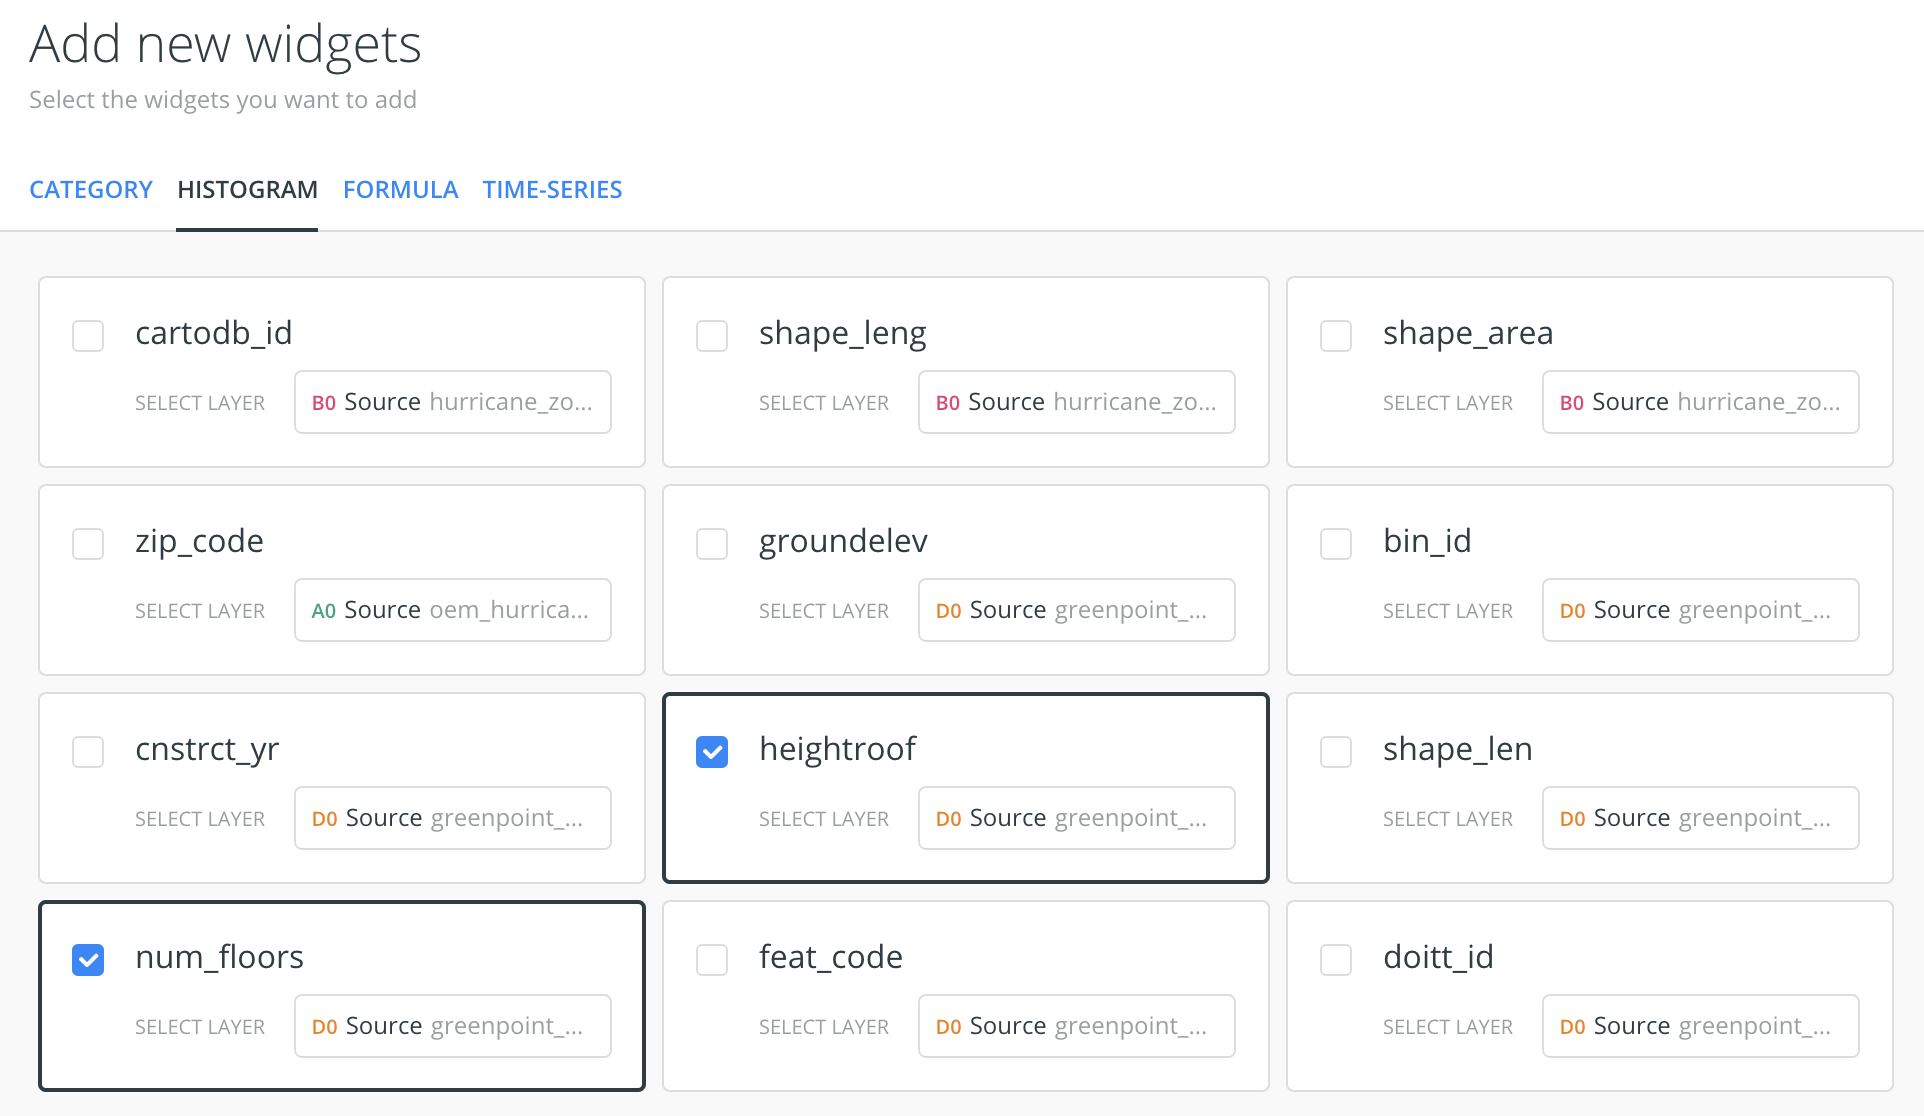 Add new widgets
Select the widgets you want to add
CATEGORY HISTOGRAM FORMULA TIME-SERIES
cartodb_id
SELECT LAYER B0 Source hurricane_zo...
shape_leng
SELECT LAYER B0 Source hurricane_zo...
shape_area
SELECT LAYER B0 Source hurricane_zo...
zip_code
SELECT LAYER A0 Source oem_hurrica...
groundelev
SELECT LAYER D0 Source greenpoint_...
bin_id
SELECT LAYER D0 Source greenpoint_...
cnstrct_yr
SELECT LAYER D0 Source greenpoint_...
heightroof
SELECT LAYER D0 Source greenpoint_...
shape_len
SELECT LAYER D0 Source greenpoint_...
num_floors
SELECT LAYER D0 Source greenpoint_...
feat_code
SELECT LAYER D0 Source greenpoint_...
doitt_id
SELECT LAYER D0 Source greenpoint_...